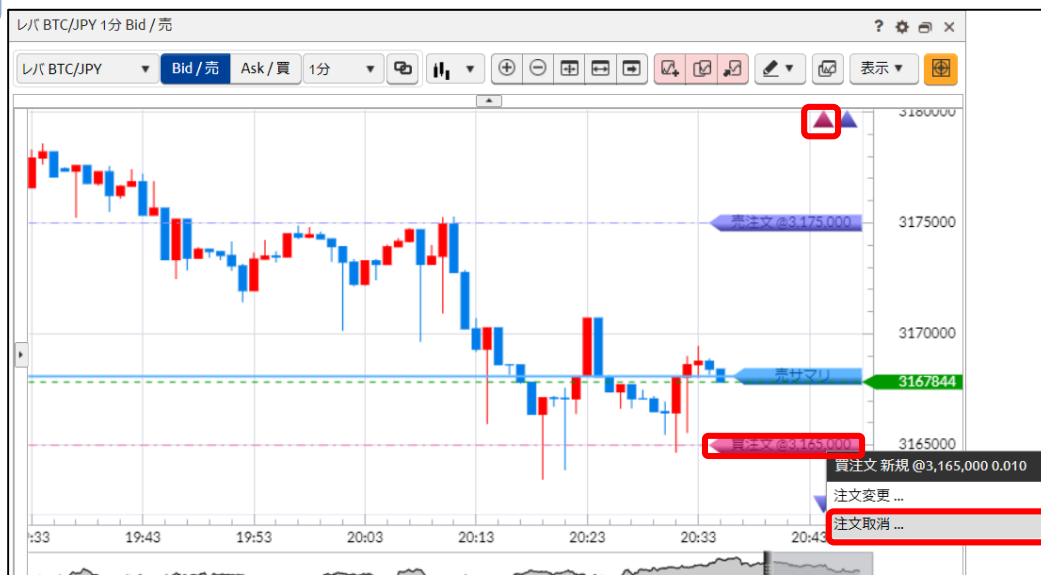 レバ BTC/JPY 1分 Bid / 売
?
レバ BTC/JPY Bid / 売 Ask / 買 1分 表示
3180000
売注文 @3,175,000 3175000
3170000
売サマリ
3167844
買注文 @3,165,000 3165000
買注文 新規 @3,165,000 0.010
注文変更 ...
注文取消 ...
:33 19:43 19:53 20:03 20:13 20:23 20:33 20:43